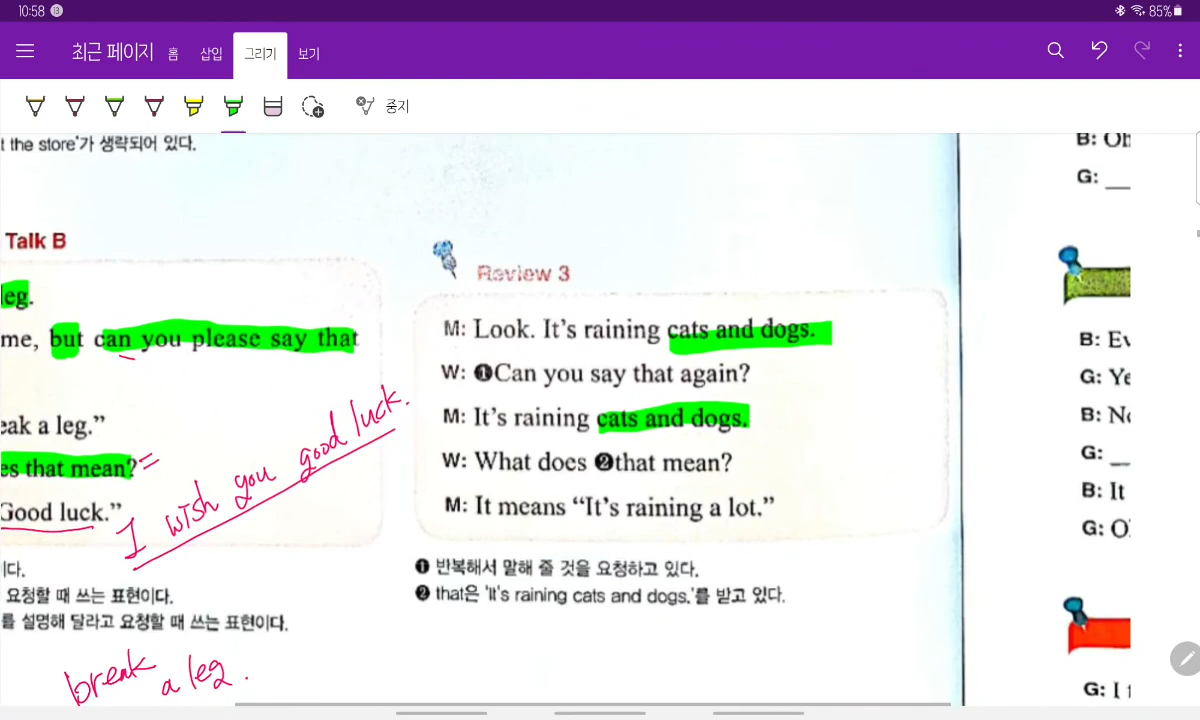 10:58
13
85%
최근 페이지
홈
삽입
그리기
보기
중지
t the store'가 생략되어 있다.
Talk B
leg.
me, but can you please say that
eak a leg."
es that mean? =
Good luck."
I wish you good luck.
이다.
요청할 때 쓰는 표현이다.
를 설명해 달라고 요청할 때 쓰는 표현이다.
break
a leg.
Review 3
M: Look. It's raining cats and dogs.
W: ❶Can you say that again?
M: It's raining cats and dogs.
W: What does ❷that mean?
M: It means "It's raining a lot."
❶ 반복해서 말해 줄 것을 요청하고 있다.
❷ that은 'It's raining cats and dogs.'를 받고 있다.
B: Oh
G: __
B: Ev
G: Ye
B: No
G: __
B: It
G: O
G: I